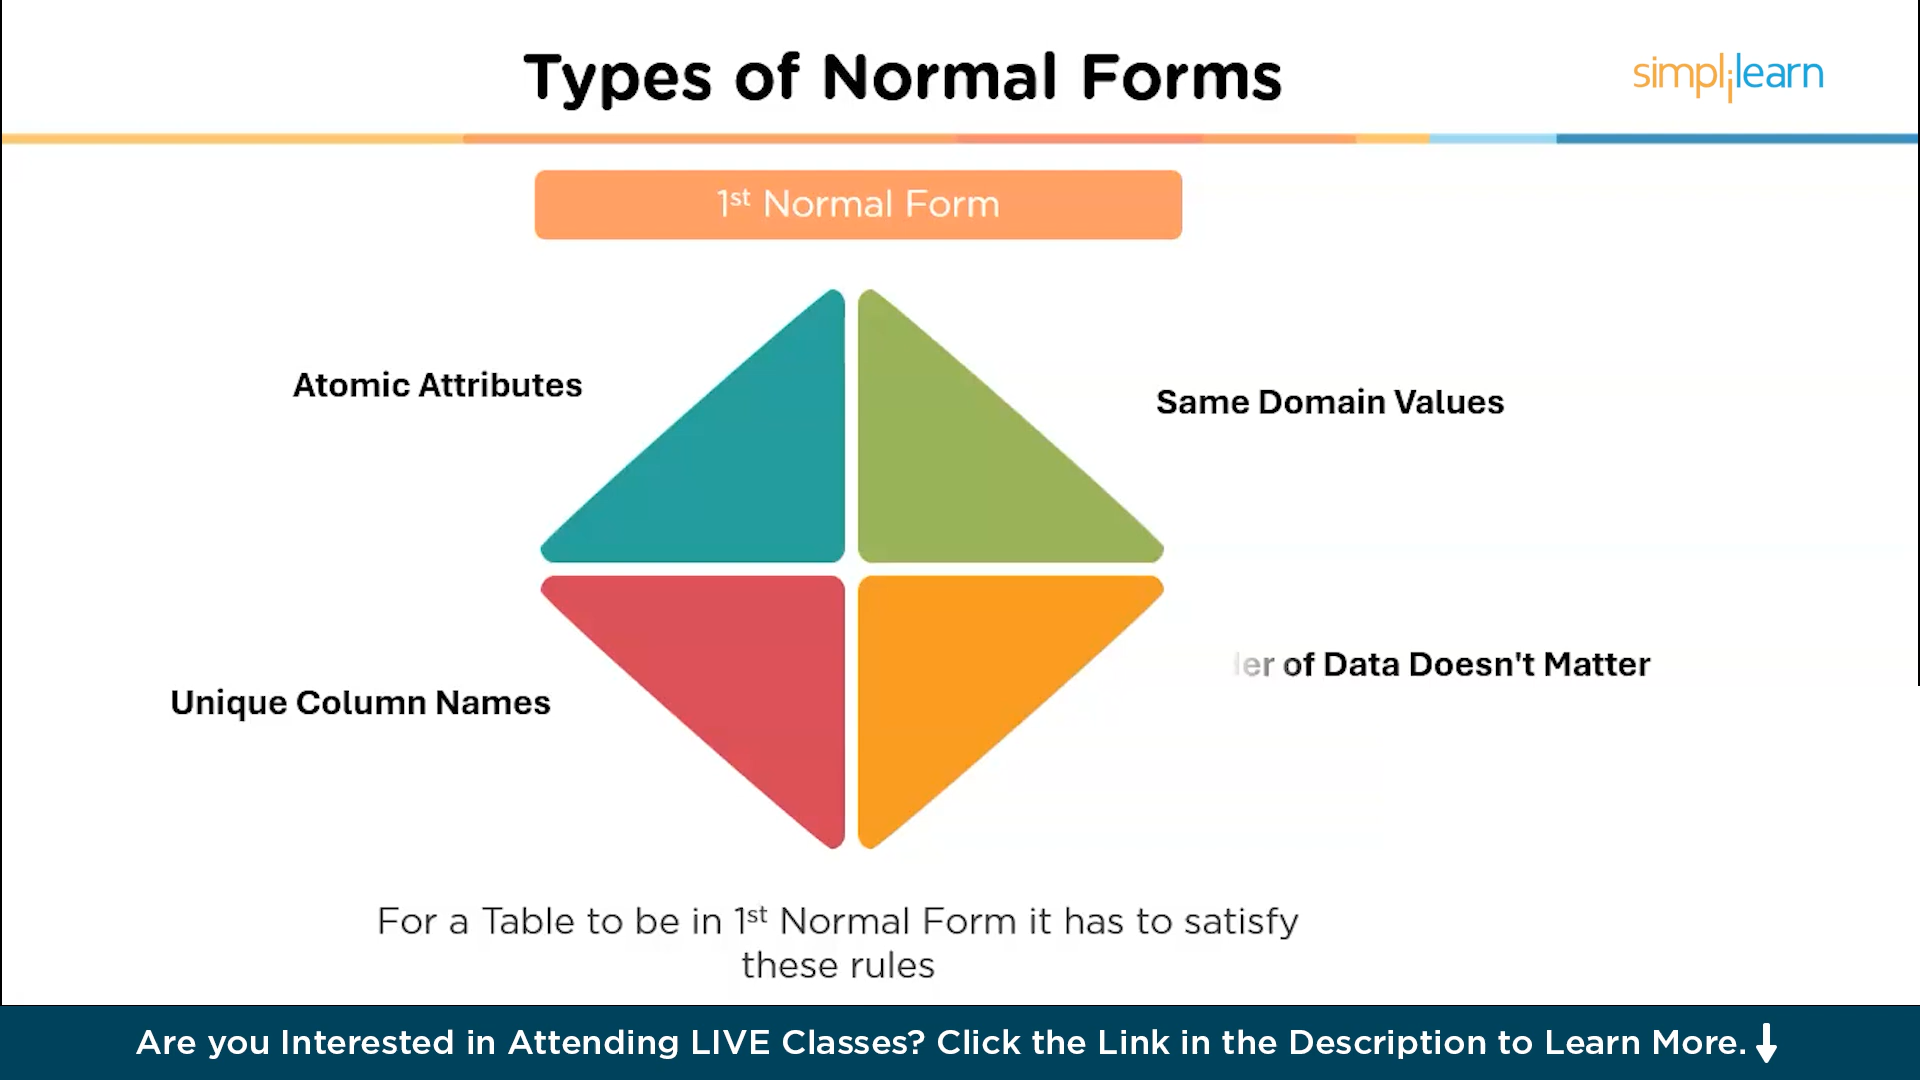 Types of Normal Forms
simplilearn
1st Normal Form
Atomic Attributes
Same Domain Values
of Data Doesn't Matter
Unique Column Names
For a Table to be in 1st Normal Form it has to satisfy
these rules
Are you Interested in Attending LIVE Classes? Click the Link in the Description to Learn More.